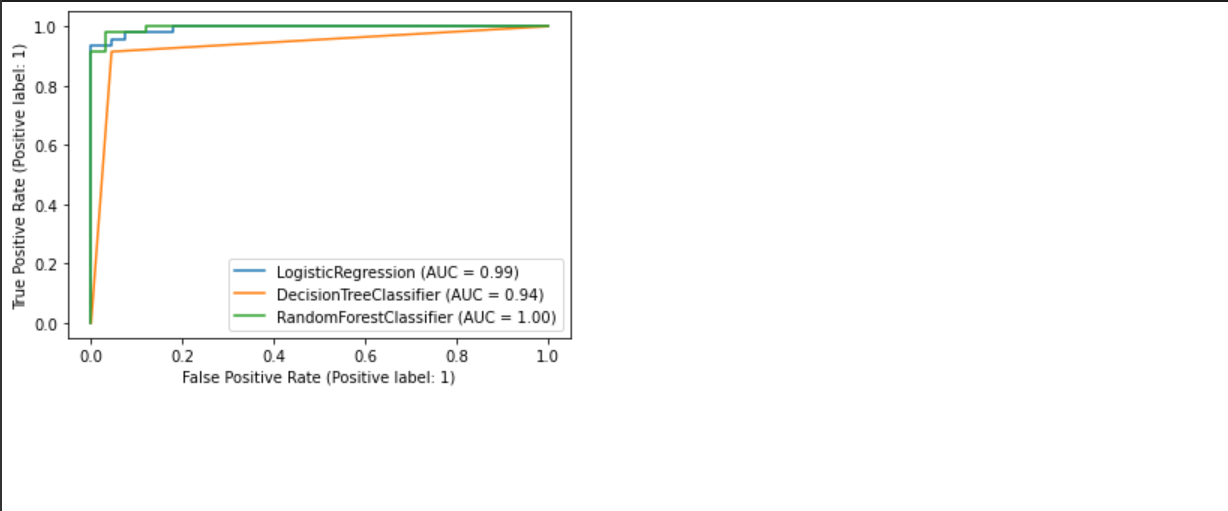 True Positive Rate (Positive label: 1)
1.0
0.8
0.6
0.4
0.2
0.0
LogisticRegression (AUC = 0.99)
DecisionTreeClassifier (AUC = 0.94)
RandomForestClassifier (AUC = 1.00)
0.0 0.2 0.4 0.6 0.8 1.0
False Positive Rate (Positive label: 1)